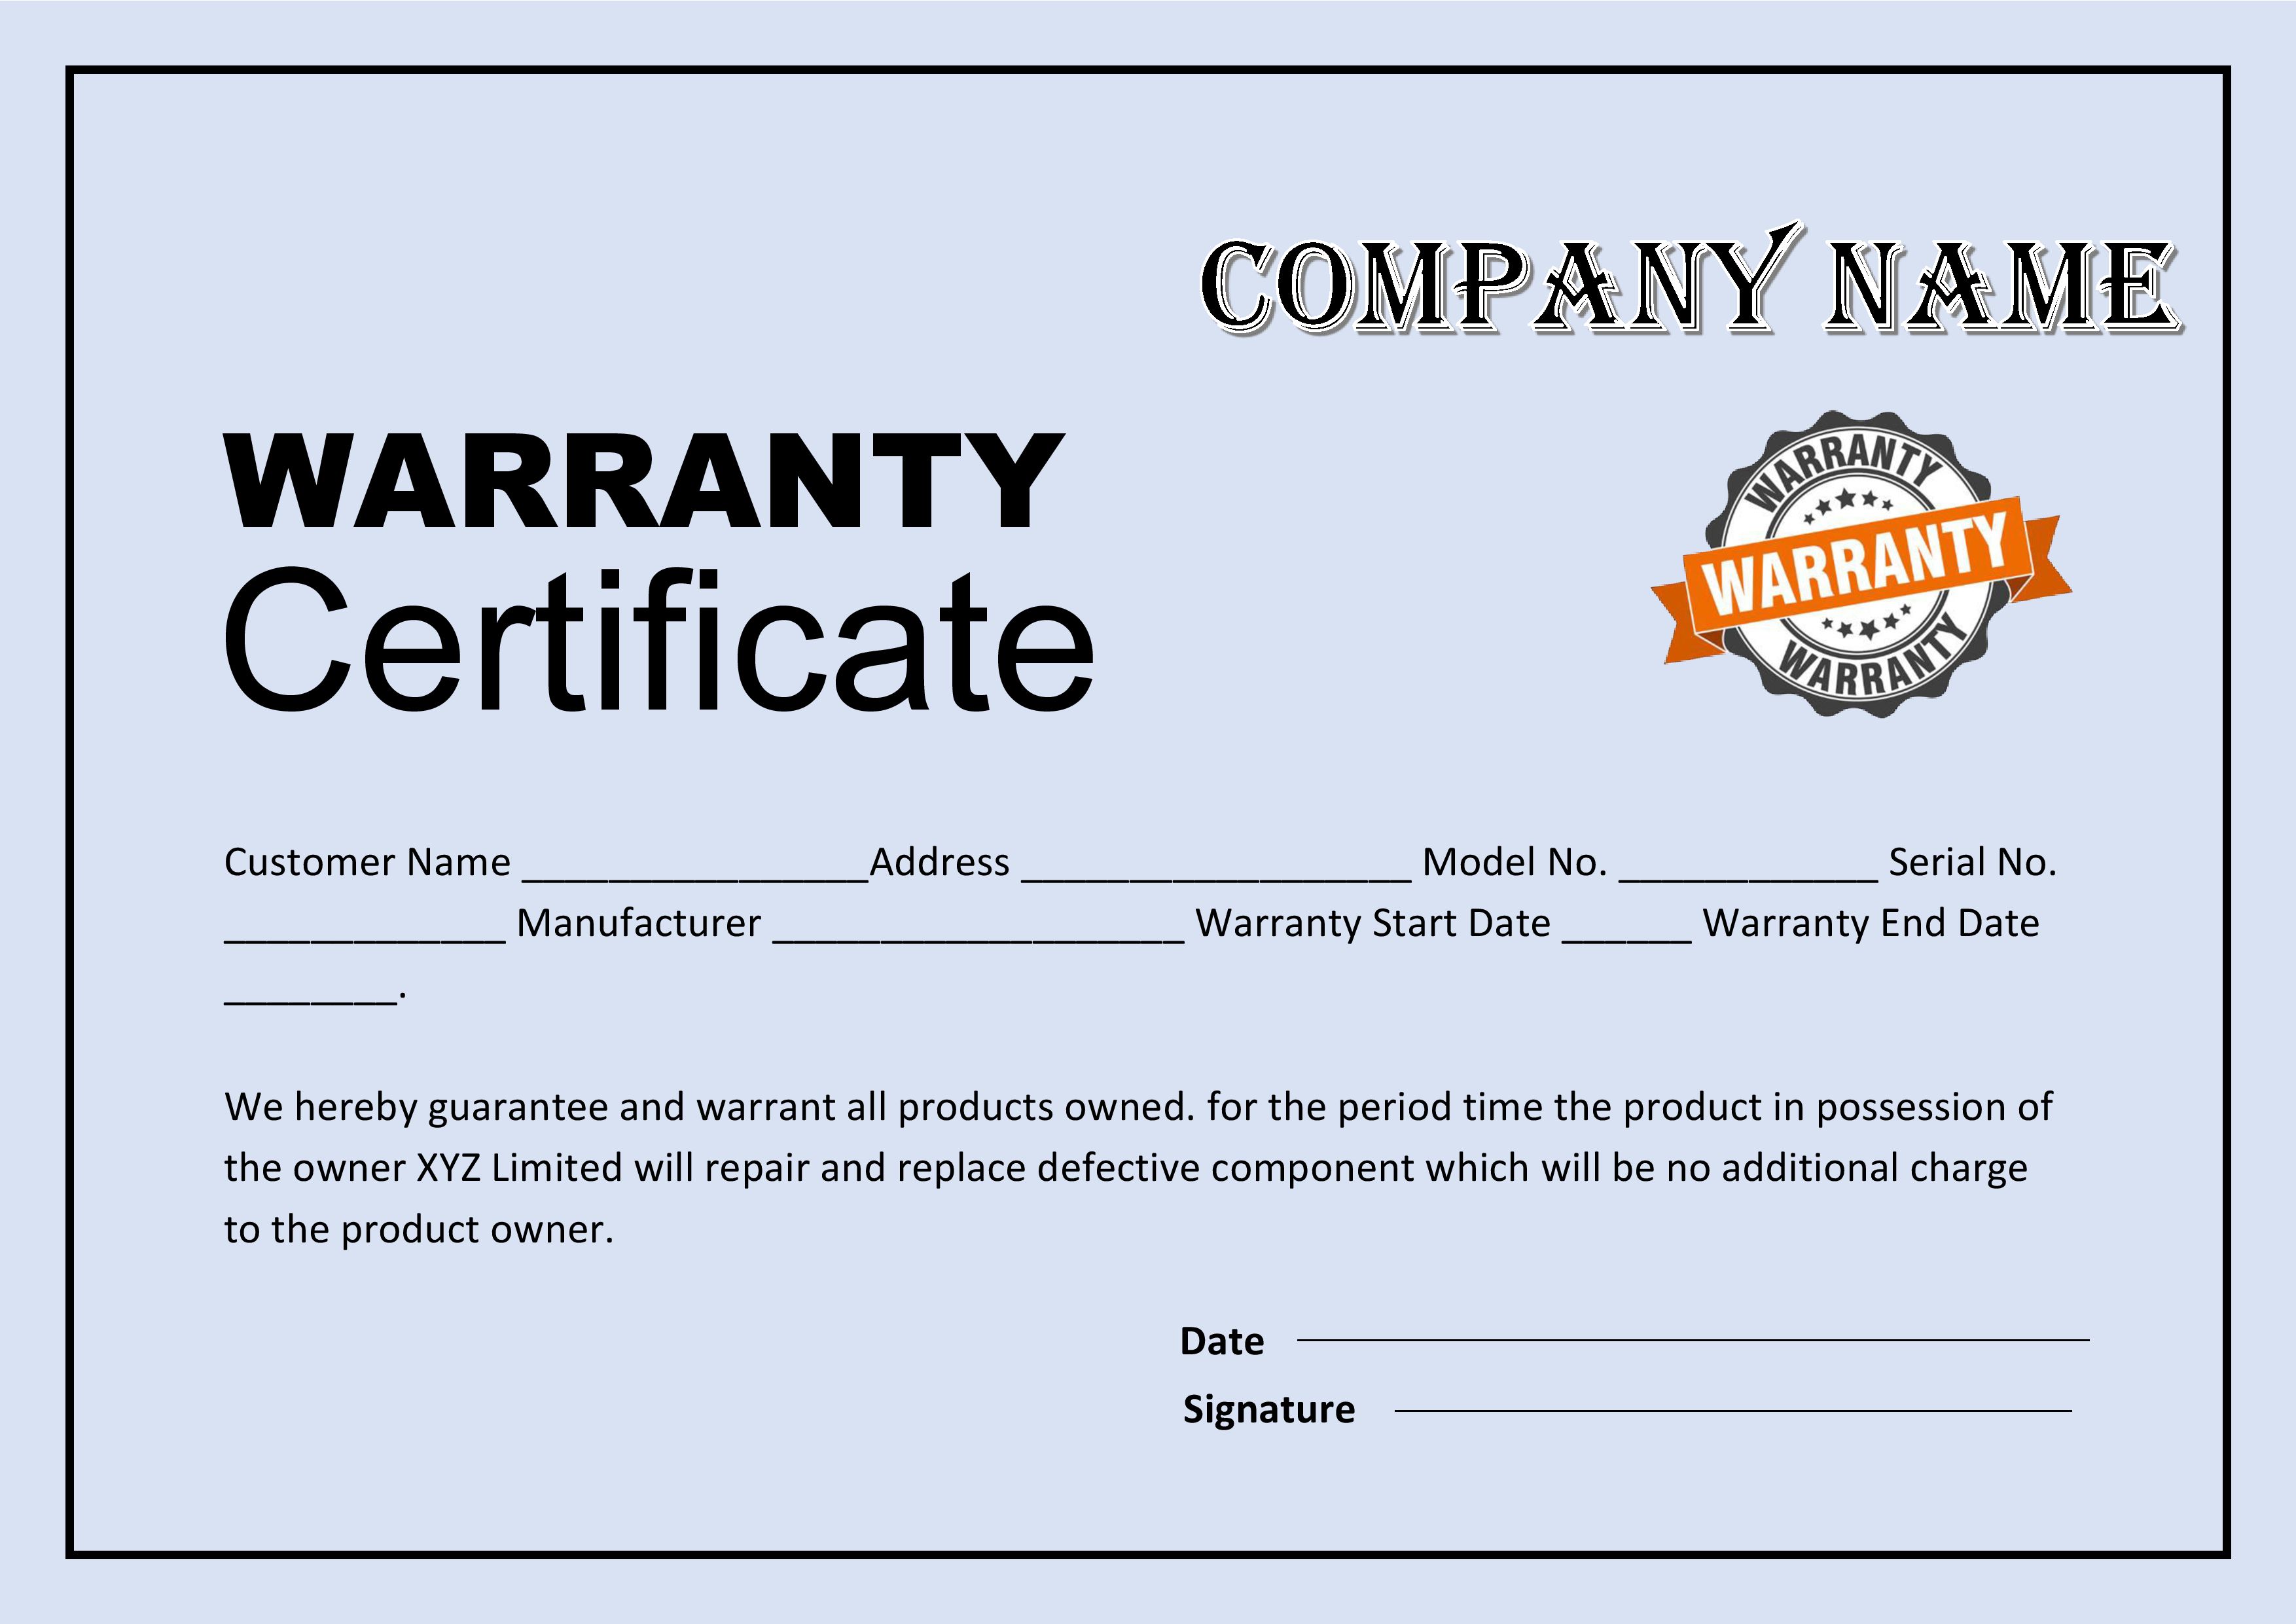 COMPANY NAME
WARRANTY
Certificate
WARRANTY
WARRANTY
WARRANTY
Customer Name ________________Address __________________ Model No. ____________ Serial No.
_____________ Manufacturer ___________________ Warranty Start Date ______ Warranty End Date
________.
We hereby guarantee and warrant all products owned. for the period time the product in possession of
the owner XYZ Limited will repair and replace defective component which will be no additional charge
to the product owner.
Date
Signature